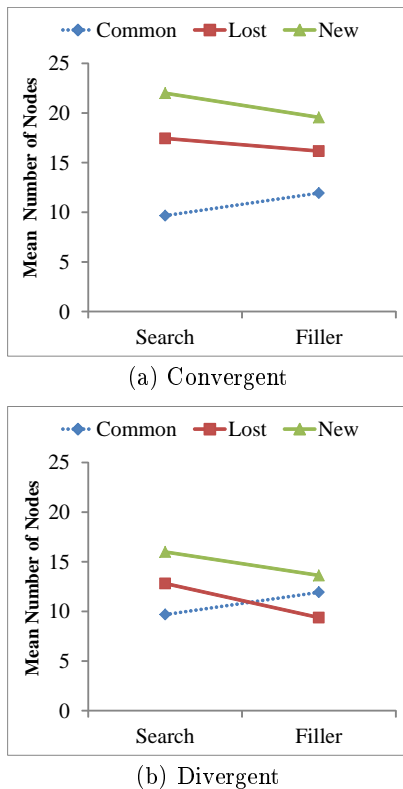 Common Lost New
25
20
15
10
5
0
Mean Number of Nodes
Search Filler
(a) Convergent
Common Lost New
25
20
15
10
5
0
Mean Number of Nodes
Search Filler
(b) Divergent